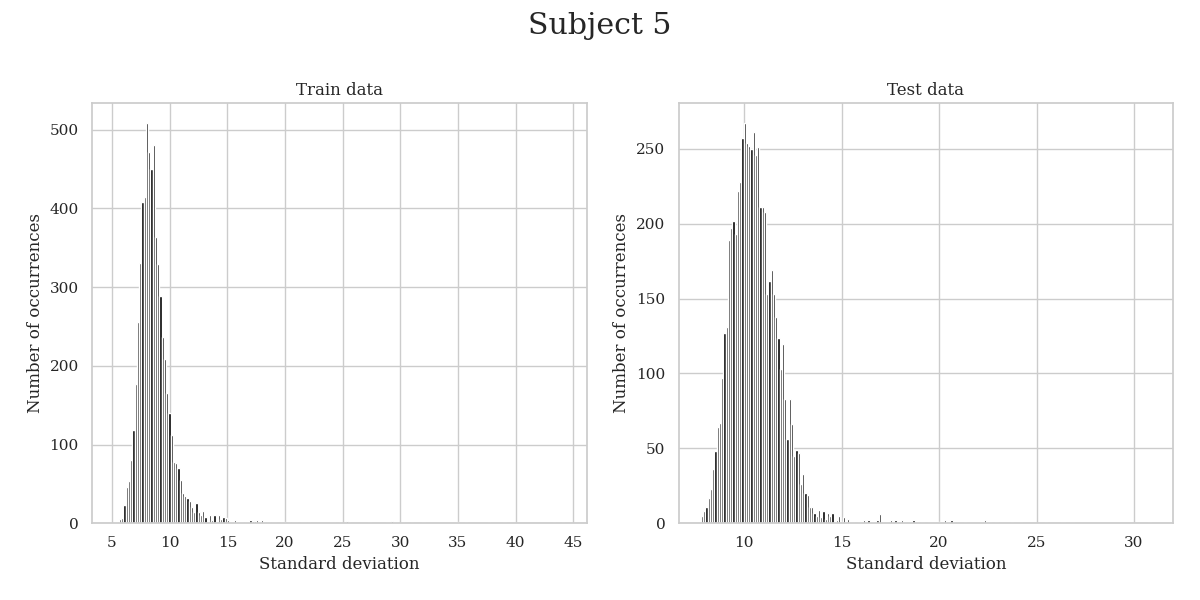 Subject 5
Train data
Number of occurrences
500
400
300
200
100
0
5 10 15 20 25 30 35 40 45
Standard deviation
Test data
Number of occurrences
250
200
150
100
50
0
10 15 20 25 30
Standard deviation